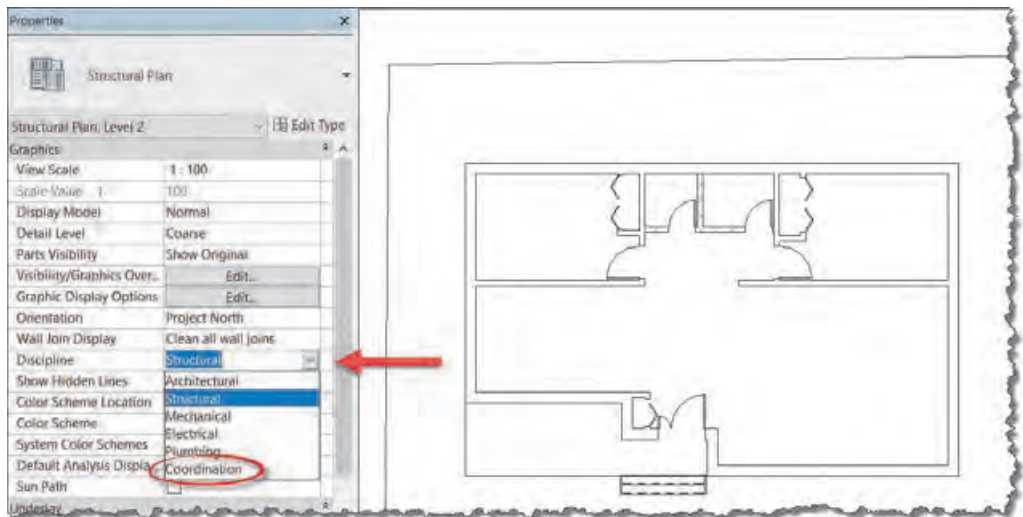 Properties
Structural Plan
Structural Plan: Level 2 Edit Type
Graphics
View Scale 1 : 100
Scale Value 1: 100
Display Model Normal
Detail Level Coarse
Parts Visibility Show Original
Visibility/Graphics Over... Edit...
Graphic Display Options Edit...
Orientation Project North
Wall Join Display Clean all wall joins
Discipline Structural
Show Hidden Lines Architectural
Color Scheme Location Structural
Color Scheme Mechanical
Electrical
System Color Schemes Plumbing
Default Analysis Displa... Coordination
Sun Path
Underlay